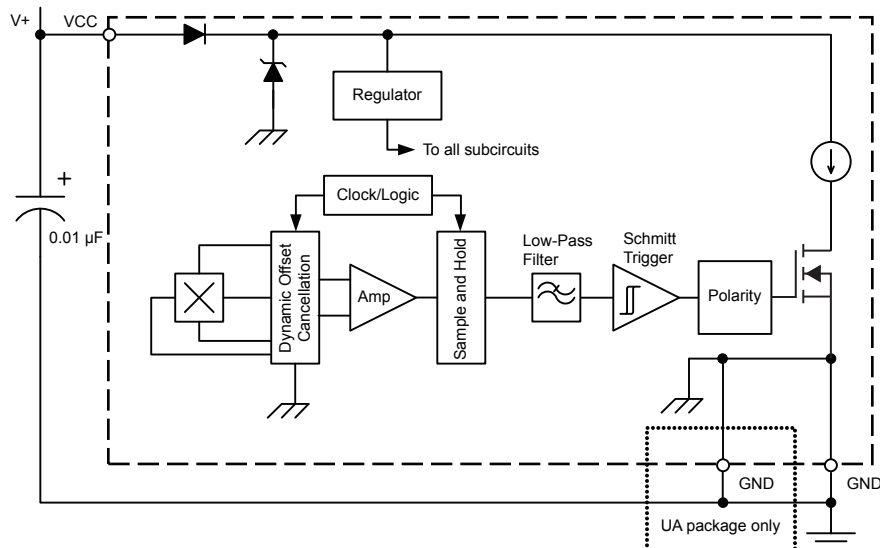 V+
VCC
Regulator
To all subcircuits
Clock/Logic
+
0.01 µF
Dynamic Offset
Cancellation
Amp
Sample and Hold
Low-Pass
Filter
Schmitt
Trigger
Polarity
GND
GND
UA package only